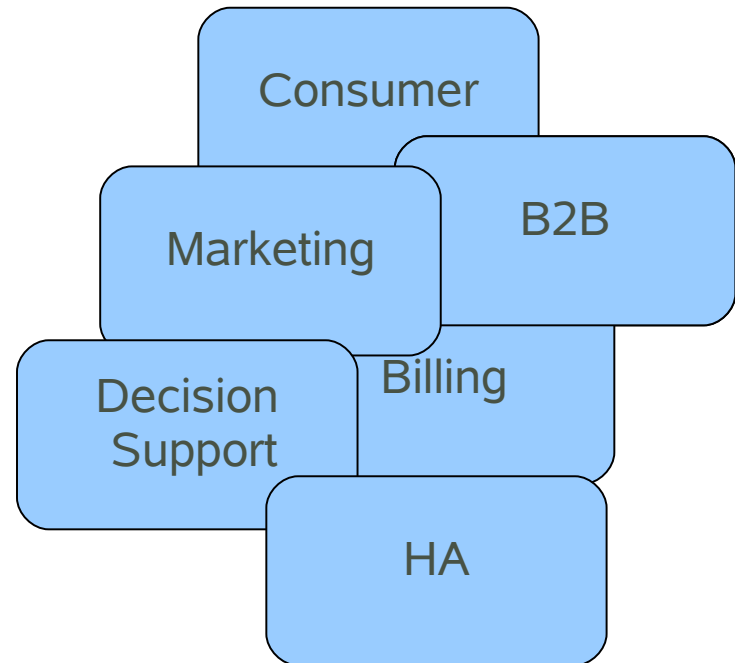 Consumer
B2B
Marketing
Billing
Decision
Support
HA